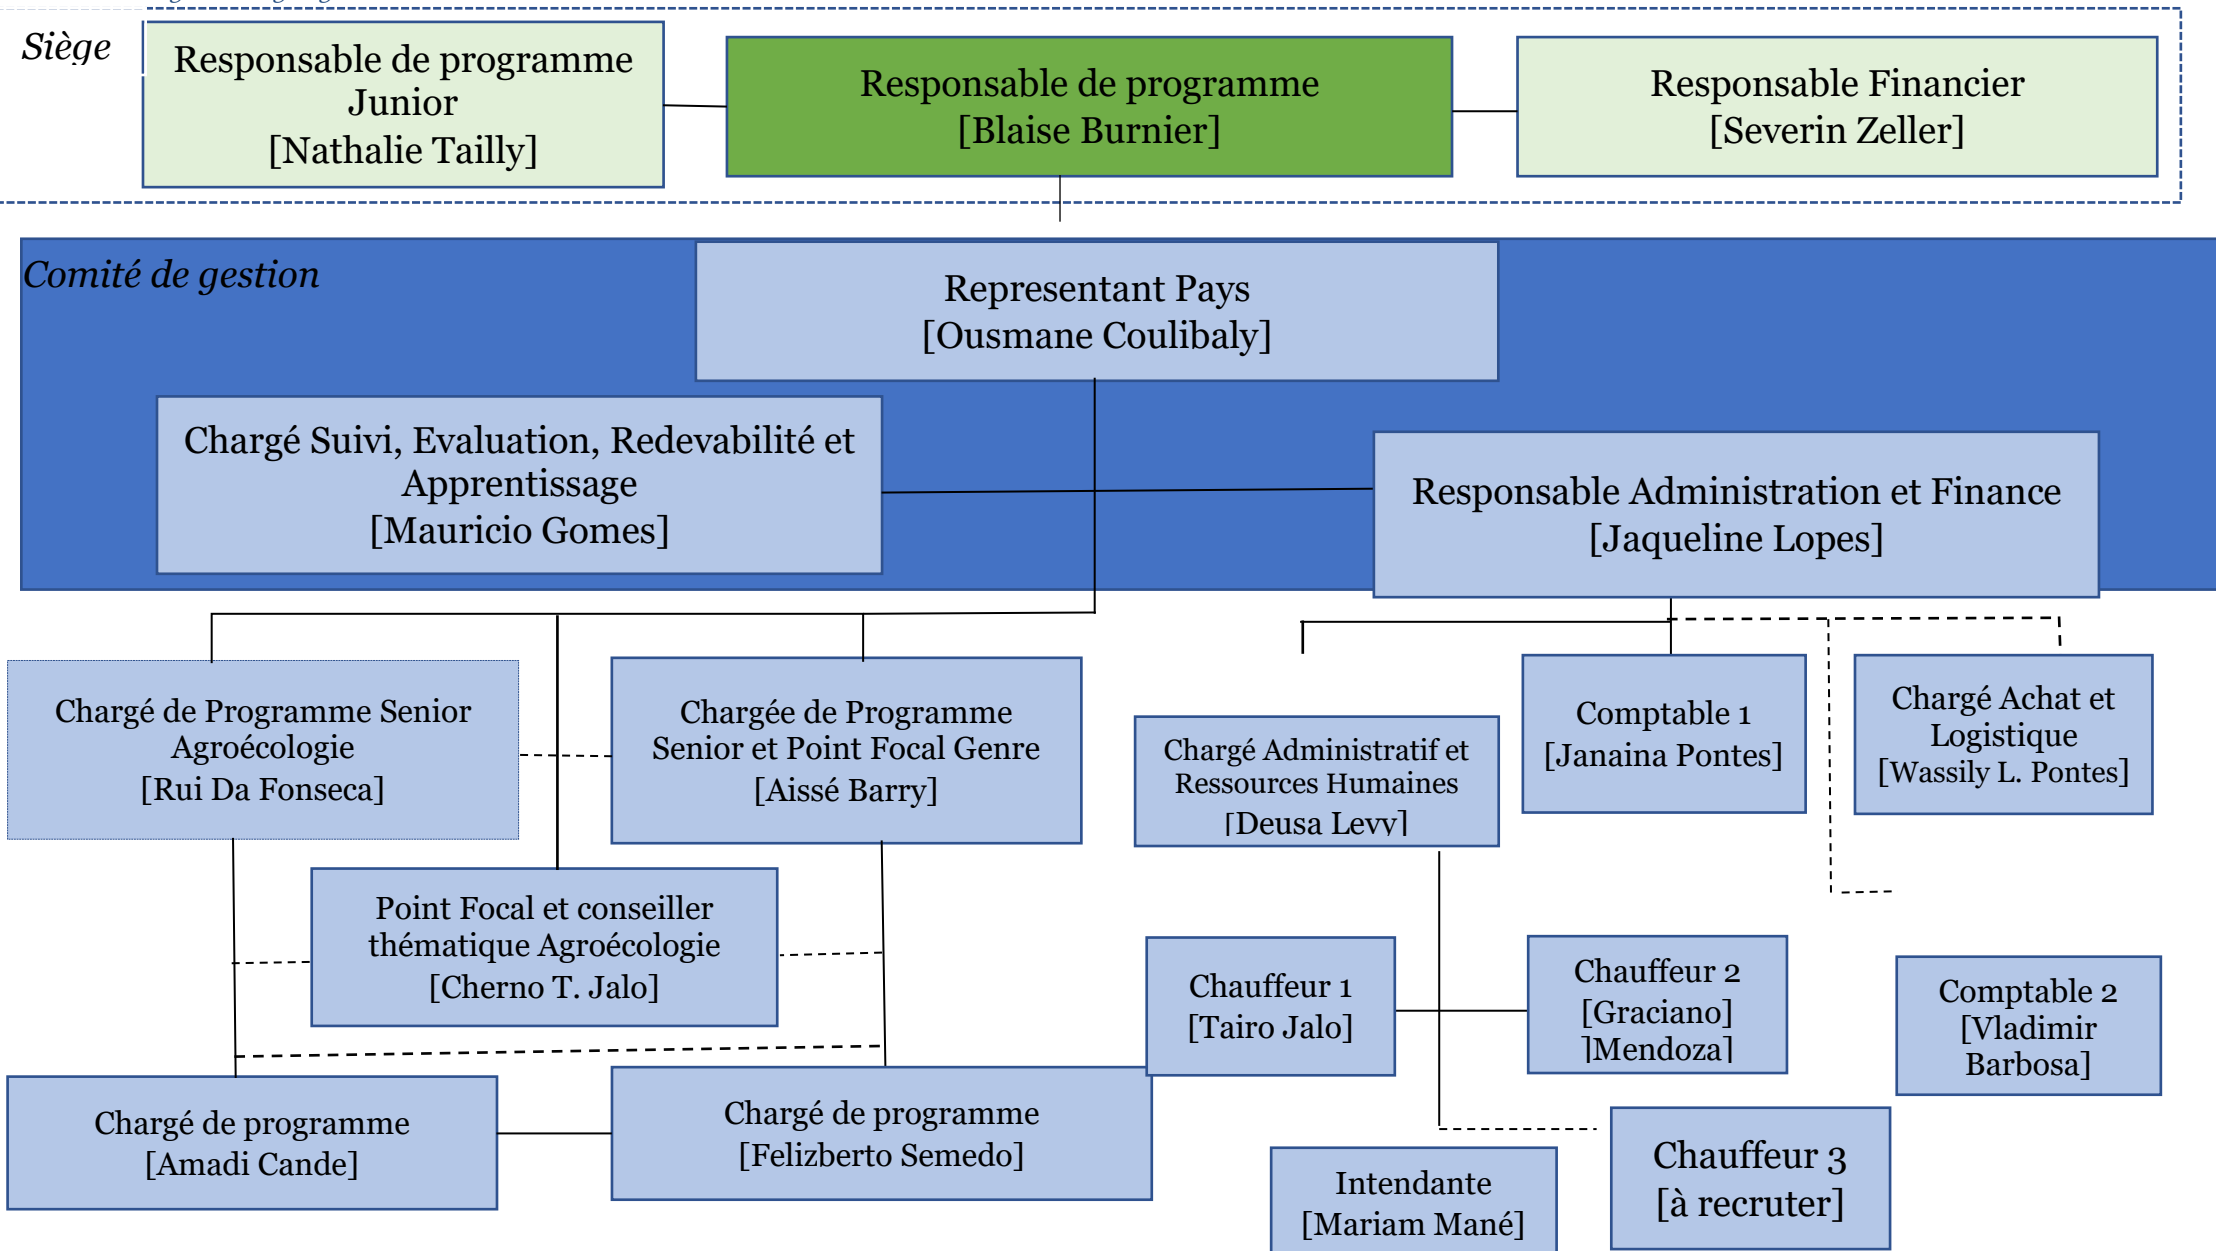 Siège
Responsable de programme
Junior
[Nathalie Tailly]
Responsable de programme
[Blaise Burnier]
Responsable Financier
[Severin Zeller]
Comité de gestion
Representant Pays
[Ousmane Coulibaly]
Chargé Suivi, Evaluation, Redevabilité et
Apprentissage
[Mauricio Gomes]
Responsable Administration et Finance
[Jaqueline Lopes]
Chargé de Programme Senior
Agroécologie
[Rui Da Fonseca]
Chargée de Programme
Senior et Point Focal Genre
[Aissé Barry]
Chargé Administratif et
Ressources Humaines
[Deusa Levy]
Comptable 1
[Janaina Pontes]
Chargé Achat et
Logistique
[Wassily L. Pontes]
Point Focal et conseiller
thématique Agroécologie
[Cherno T. Jalo]
Chauffeur 1
[Tairo Jalo]
Chauffeur 2
[Graciano]
]Mendoza]
Comptable 2
[Vladimir
Barbosa]
Chargé de programme
[Amadi Cande]
Chargé de programme
[Felizberto Semedo]
Intendante
[Mariam Mané]
Chauffeur 3
[à recruter]